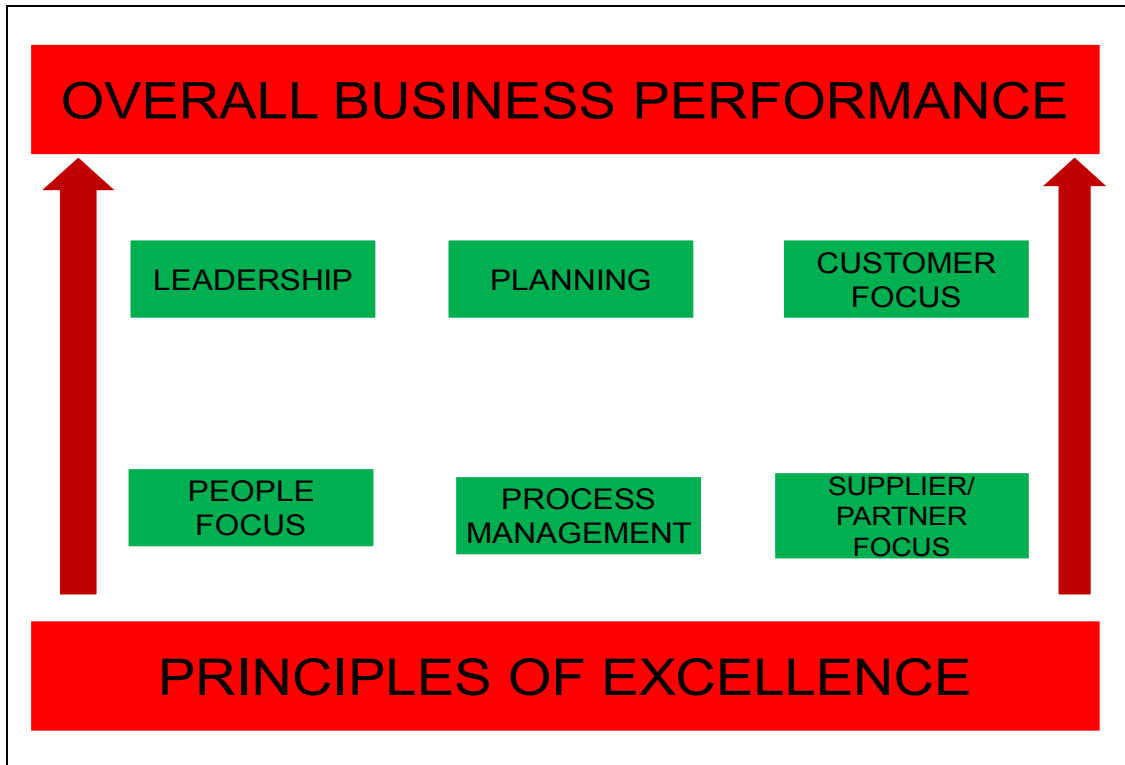 OVERALL BUSINESS PERFORMANCE
LEADERSHIP
PLANNING
CUSTOMER
FOCUS
PEOPLE
FOCUS
PROCESS
MANAGEMENT
SUPPLIER/
PARTNER
FOCUS
PRINCIPLES OF EXCELLENCE